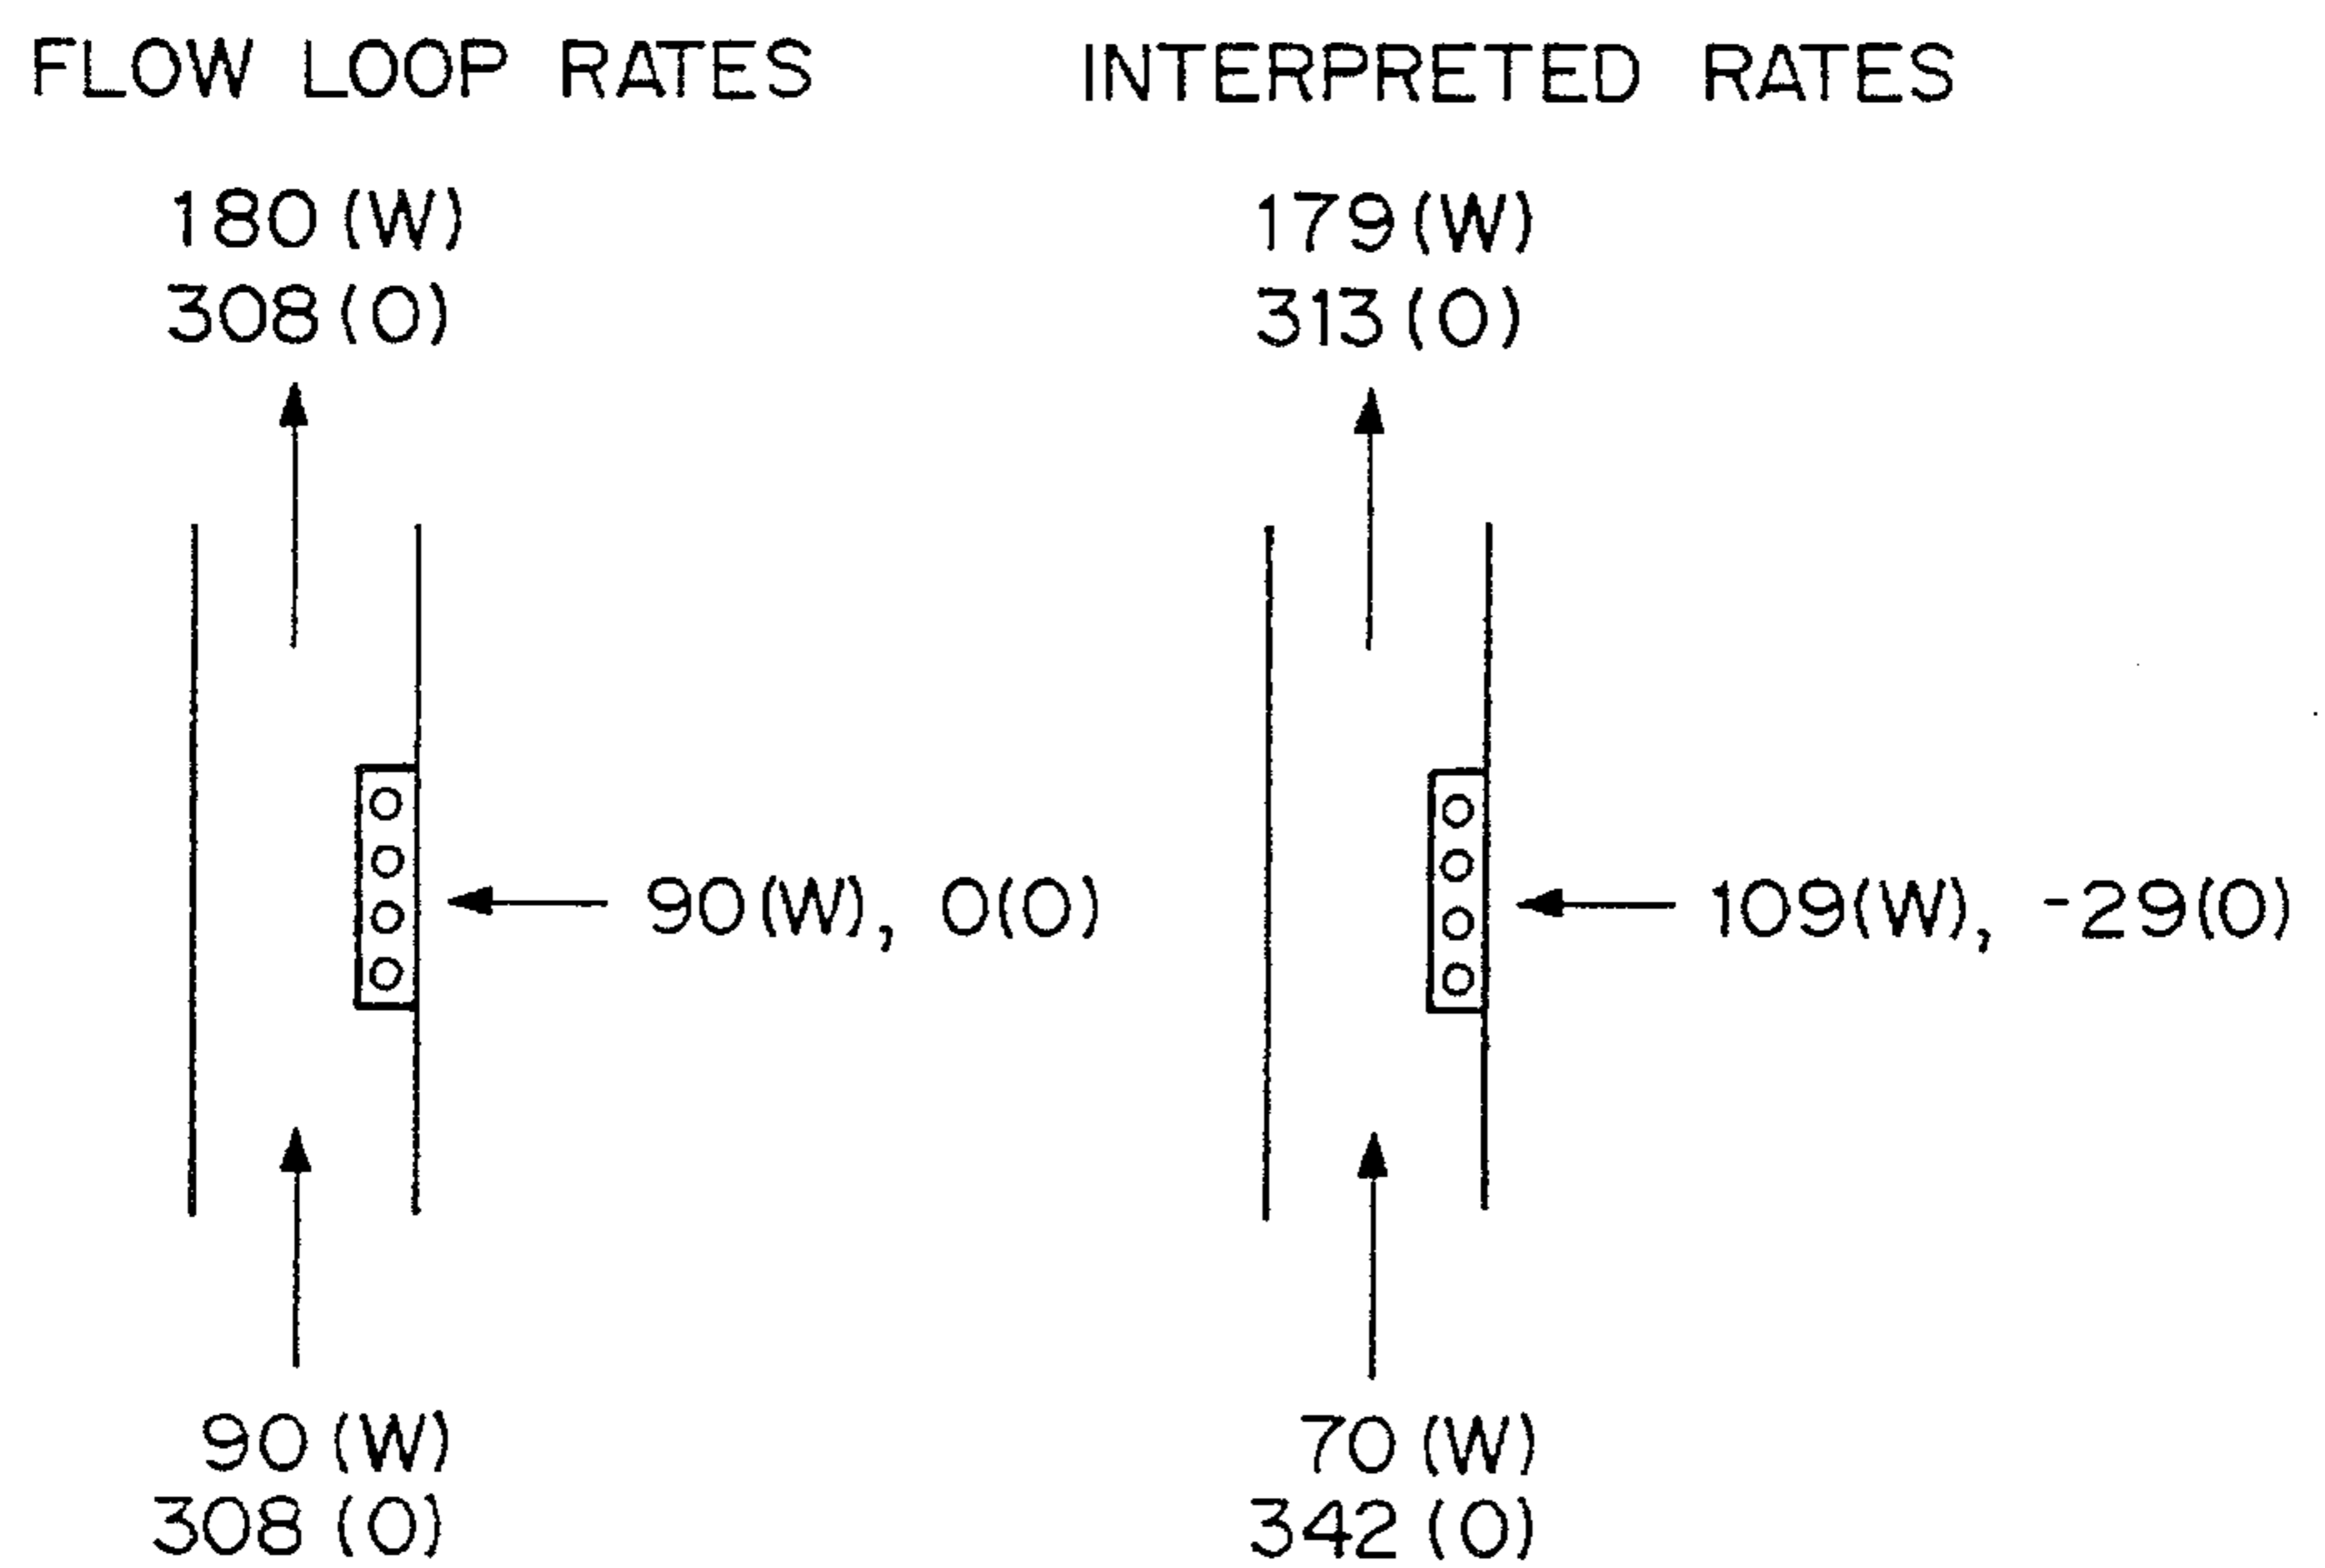 FLOW LOOP RATES
180 (W)
308 (O)
90(W), 0(O)
90 (W)
308 (O)
INTERPRETED RATES
179 (W)
313 (O)
109(W), -29(O)
70 (W)
342 (O)